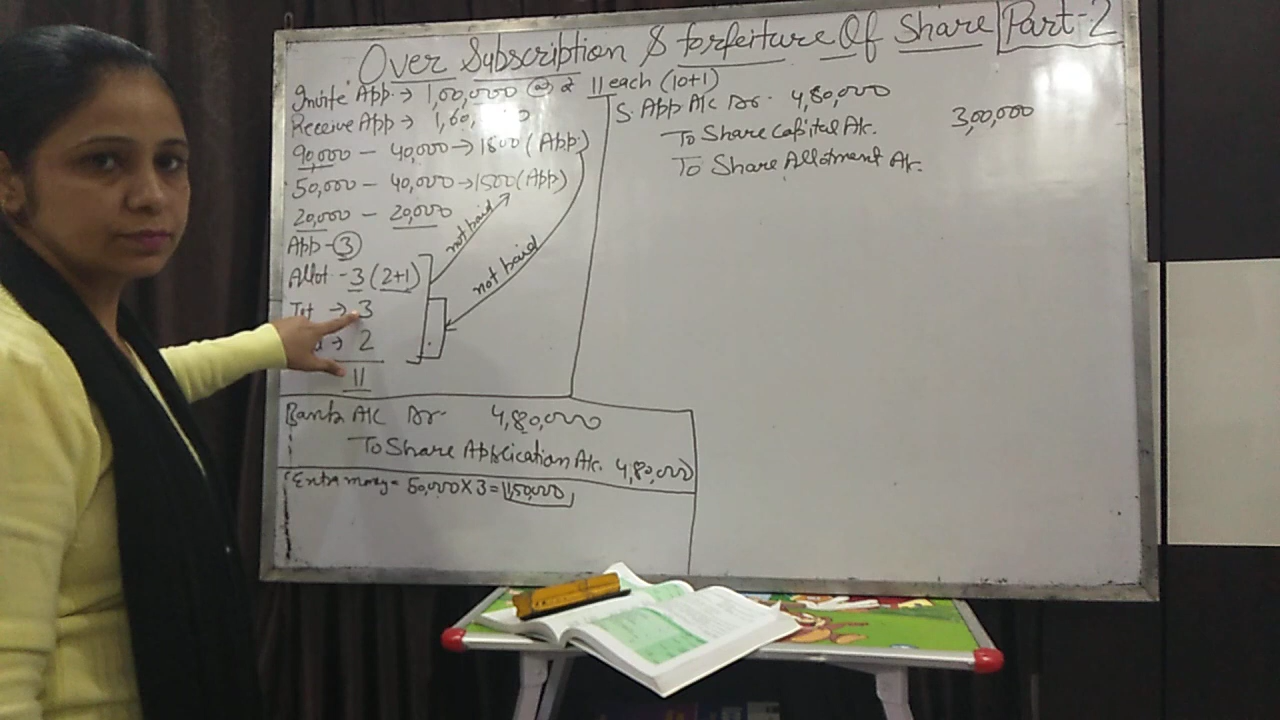 Over Subscription & forfeiture Of Share Part-2
Invite App → 1,00,000 @ ₹ 11 each (10+1)
Receive App → 1,60,
90,000 - 40,000 → 1800 (App)
50,000 - 40,000 → 1500 (App)
20,000 - 20,000
App - 3
Allot - 3 (2+1)
→ 3
→ 2
11
not paid
not paid
Bank A/c Dr. 4,80,000
To Share Application A/c. 4,80,000
Extra money = 50,000 X 3 = 1,50,000
S. App A/c Dr. 4,80,000
To Share Capital A/c. 3,00,000
To Share Allotment A/c.